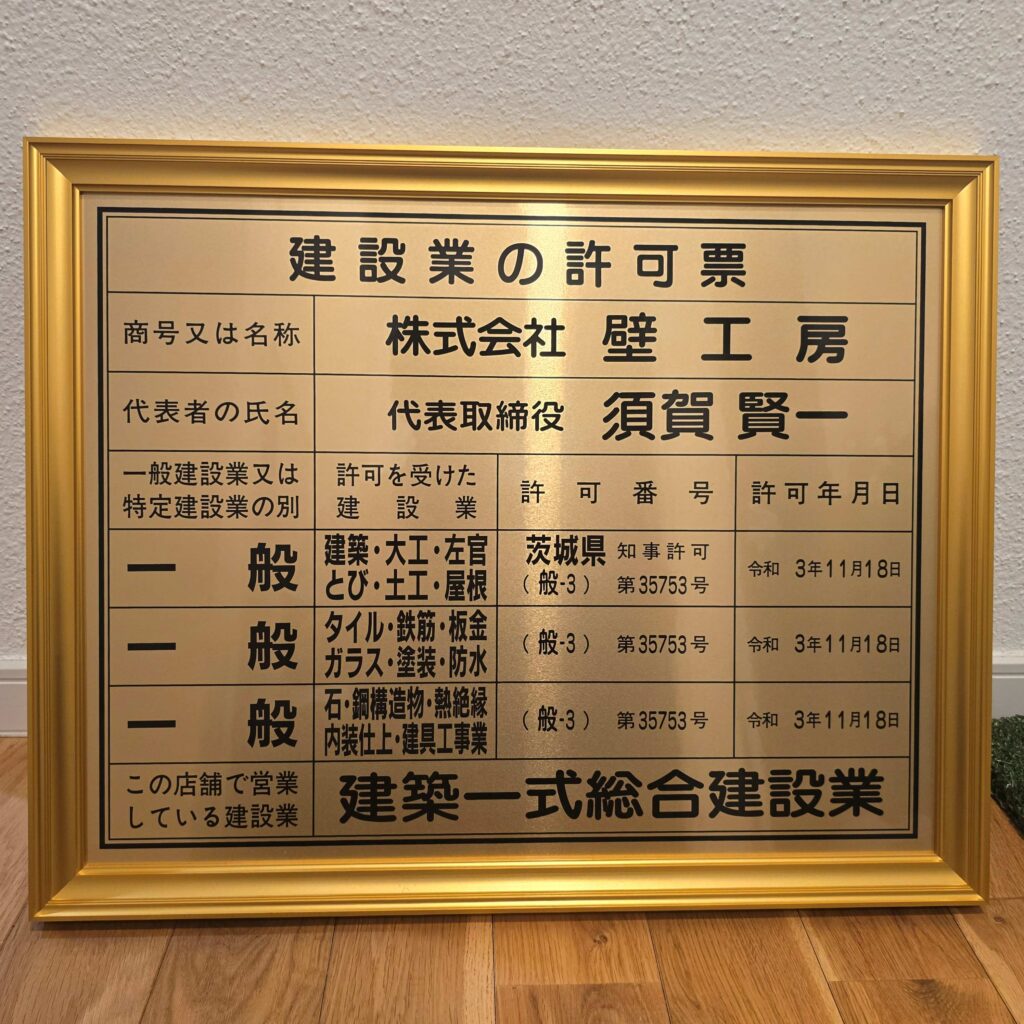 建設業の許可票
商号又は名称
株式会社 壁工房
代表者の氏名
代表取締役 須賀 賢一
一般建設業又は
特定建設業の別
許可を受けた
建設業
許可番号
許可年月日
一般
建築・大工・左官
とび・土工・屋根
茨城県 知事許可
(般-3) 第35753号
令和 3年11月18日
一般
タイル・鉄筋・板金
ガラス・塗装・防水
(般-3) 第35753号
令和 3年11月18日
一般
石・鋼構造物・熱絶縁
内装仕上・建具工事業
(般-3) 第35753号
令和 3年11月18日
この店舗で営業
している建設業
建築一式総合建設業